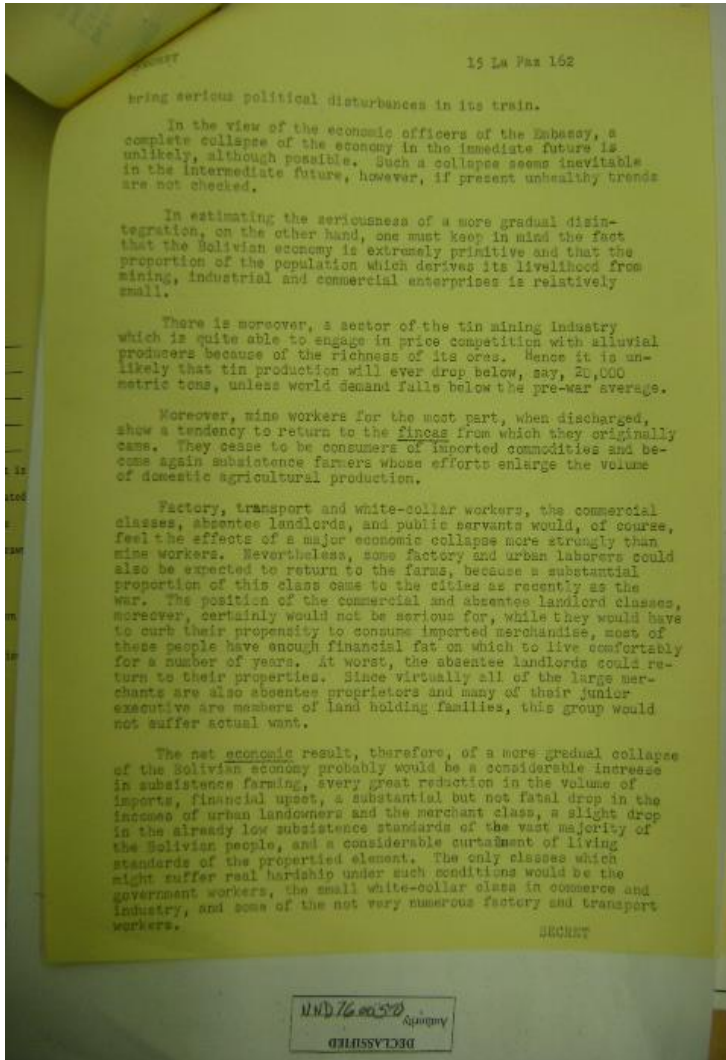 15 La Paz 162
bring serious political disturbances in its train.
In the view of the economic officers of the Embassy, a
complete collapse of the economy in the immediate future is
unlikely, although possible. Such a collapse seems inevitable
in the intermediate future, however, if present unhealthy trends
are not checked.
In estimating the seriousness of a more gradual disin-
tegration, on the other hand, one must keep in mind the fact
that the Bolivian economy is extremely primitive and that the
proportion of the population which derives its livelihood from
mining, industrial and commercial enterprises is relatively
small.
There is moreover, a sector of the tin mining industry
which is quite able to engage in price competition with alluvial
producers because of the richness of its ores. Hence it is un-
likely that tin production will ever drop below, say, 20,000
metric tons, unless world demand falls below the pre-war average.
Moreover, mine workers for the most part, when discharged,
show a tendency to return to the fincas from which they originally
came. They cease to be consumers of imported commodities and be-
come again subsistence farmers whose efforts enlarge the volume
of domestic agricultural production.
Factory, transport and white-collar workers, the commercial
classes, absentee landlords, and public servants would, of course,
feel the effects of a major economic collapse more strongly than
mine workers. Nevertheless, some factory and urban laborers could
also be expected to return to the farms, because a substantial
proportion of this class came to the cities as recently as the
war. The position of the commercial and absentee landlord classes,
moreover, certainly would not be serious for, while they would have
to curb their propensity to consume imported merchandise, most of
these people have enough financial fat on which to live comfortably
for a number of years. At worst, the absentee landlords could re-
turn to their properties. Since virtually all of the large mer-
chants are also absentee proprietors and many of their junior
executive are members of land holding families, this group would
not suffer actual want.
The net economic result, therefore, of a more gradual collapse
of the Bolivian economy probably would be a considerable increase
in subsistence farming, avery great reduction in the volume of
imports, financial upset, a substantial but not fatal drop in the
incomes of urban landowners and the merchant class, a slight drop
in the already low subsistence standards of the vast majority of
the Bolivian people, and a considerable curtailment of living
standards of the propertied element. The only classes which
might suffer real hardship under such conditions would be the
government workers, the small white-collar class in commerce and
industry, and some of the not very numerous factory and transport
workers.
SECRET
DECLASSIFIED
Authority